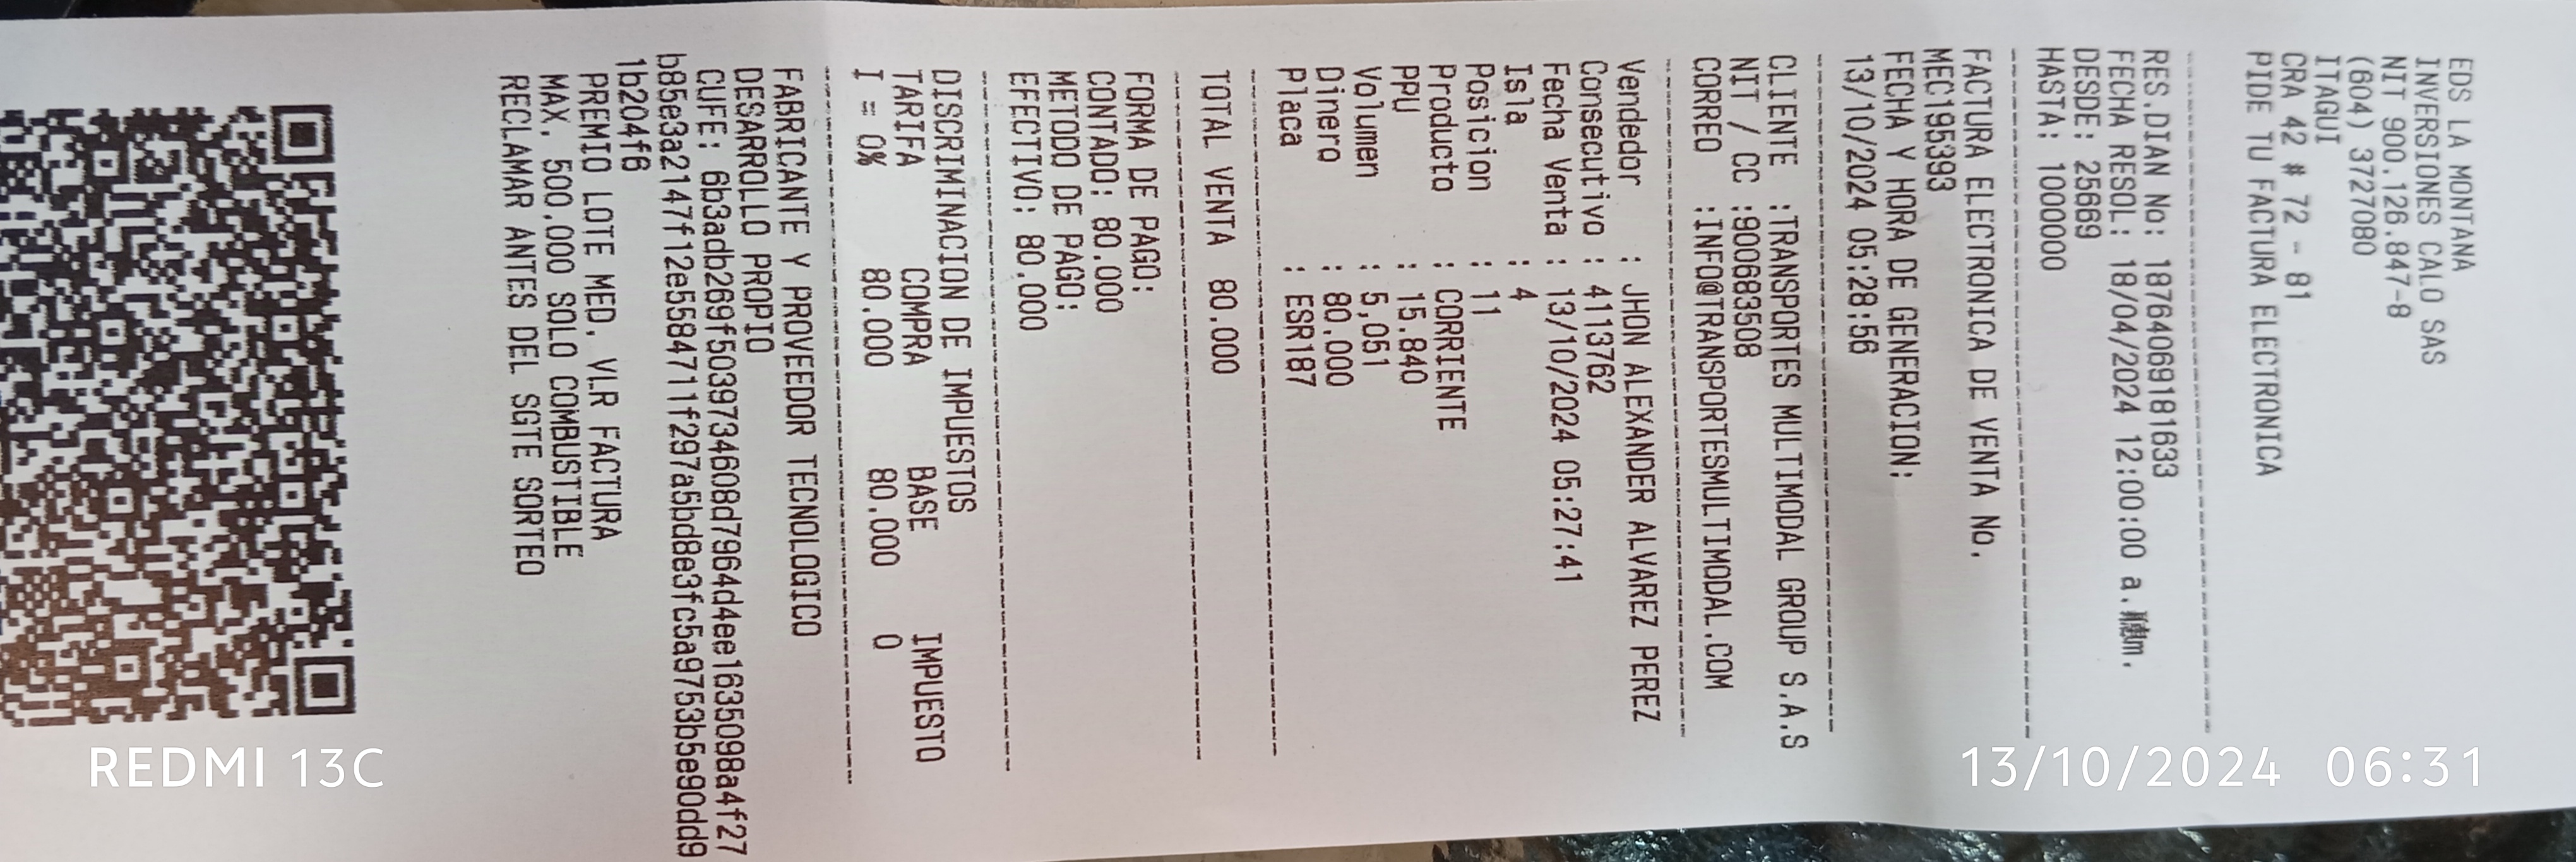 EDS LA MONTANA
INVERSIONES CALO SAS
NIT 900.126.847-8
(604) 3727080
ITAGUI
CRA 42 # 72 - 81
PIDE TU FACTURA ELECTRONICA
RES.DIAN No: 18764069181633
FECHA RESOL: 18/04/2024 12:00:00 a. m.
DESDE: 25669
HASTA: 1000000
FACTURA ELECTRONICA DE VENTA No.
MEC195393
FECHA Y HORA DE GENERACION:
13/10/2024 05:28:56
CLIENTE :TRANSPORTES MULTIMODAL GROUP S.A.S
NIT / CC :900683508
CORREO :INFO@TRANSPORTESMULTIMODAL.COM
Vendedor : JHON ALEXANDER ALVAREZ PEREZ
Consecutivo : 4113762
Fecha Venta : 13/10/2024 05:27:41
Isla : 4
Posicion : 11
Producto : CORRIENTE
PPU : 15.840
Volumen : 5,051
Dinero : 80.000
Placa : ESR187
TOTAL VENTA 80.000
FORMA DE PAGO:
CONTADO: 80.000
METODO DE PAGO:
EFECTIVO: 80.000
DISCRIMINACION DE IMPUESTOS
TARIFA COMPRA BASE IMPUESTO
I = 0% 80.000 80.000 0
FABRICANTE Y PROVEEDOR TECNOLOGICO
DESARROLLO PROPIO
CUFE: 6b3adb269f5039734608d7964d4ee1635098a4f27
b85e3a2147f12e5584711f297a5bd8e3fc5a9753b5e90dd9
1b204f6
PREMIO LOTE MED. VLR FACTURA
MAX. 500.000 SOLO COMBUSTIBLE
RECLAMAR ANTES DEL SGTE SORTEO
REDMI 13C
13/10/2024 06:31